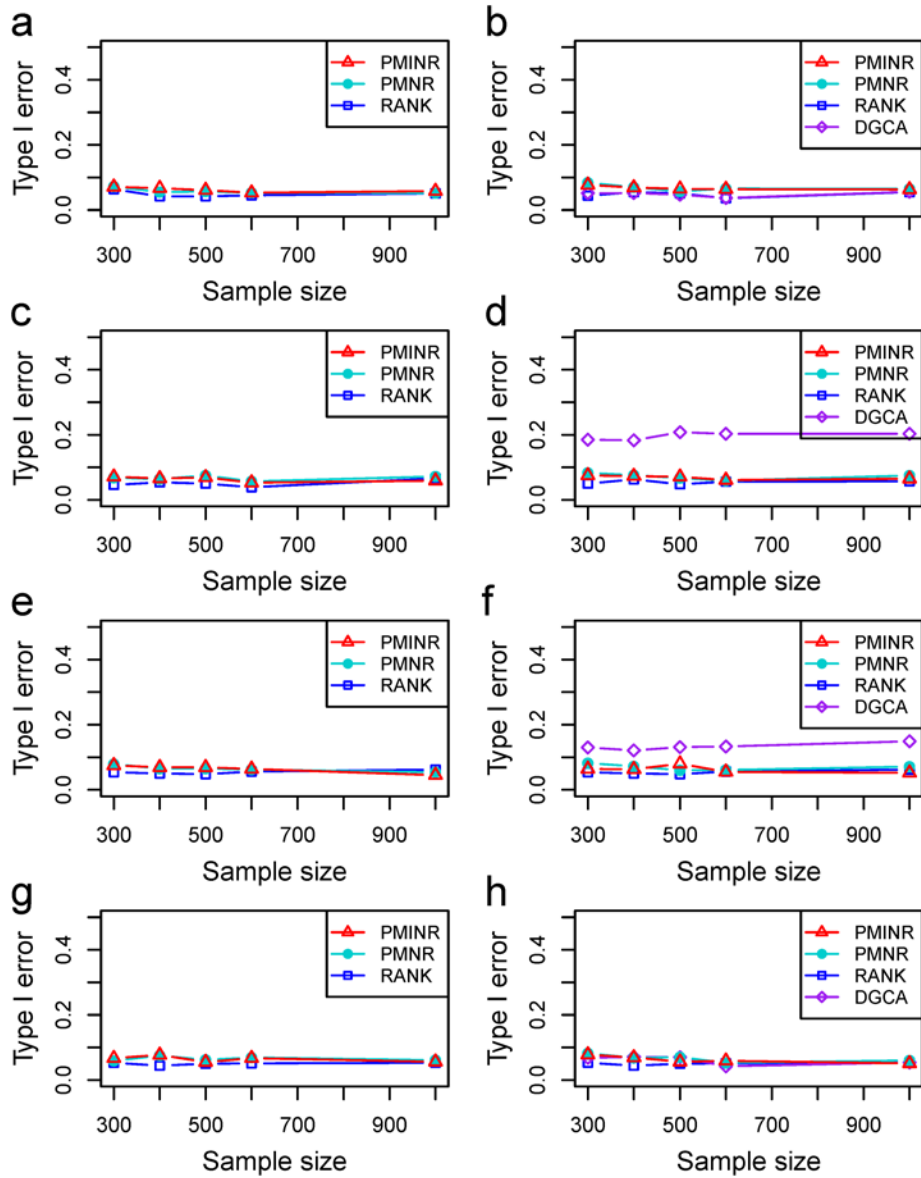 a
Type I error
0.0 0.2 0.4
PMINR
PMNR
RANK
300 500 700 900
Sample size
b
Type I error
0.0 0.2 0.4
PMINR
PMNR
RANK
DGCA
300 500 700 900
Sample size
c
Type I error
0.0 0.2 0.4
PMINR
PMNR
RANK
300 500 700 900
Sample size
d
Type I error
0.0 0.2 0.4
PMINR
PMNR
RANK
DGCA
300 500 700 900
Sample size
e
Type I error
0.0 0.2 0.4
PMINR
PMNR
RANK
300 500 700 900
Sample size
f
Type I error
0.0 0.2 0.4
PMINR
PMNR
RANK
DGCA
300 500 700 900
Sample size
g
Type I error
0.0 0.2 0.4
PMINR
PMNR
RANK
300 500 700 900
Sample size
h
Type I error
0.0 0.2 0.4
PMINR
PMNR
RANK
DGCA
300 500 700 900
Sample size